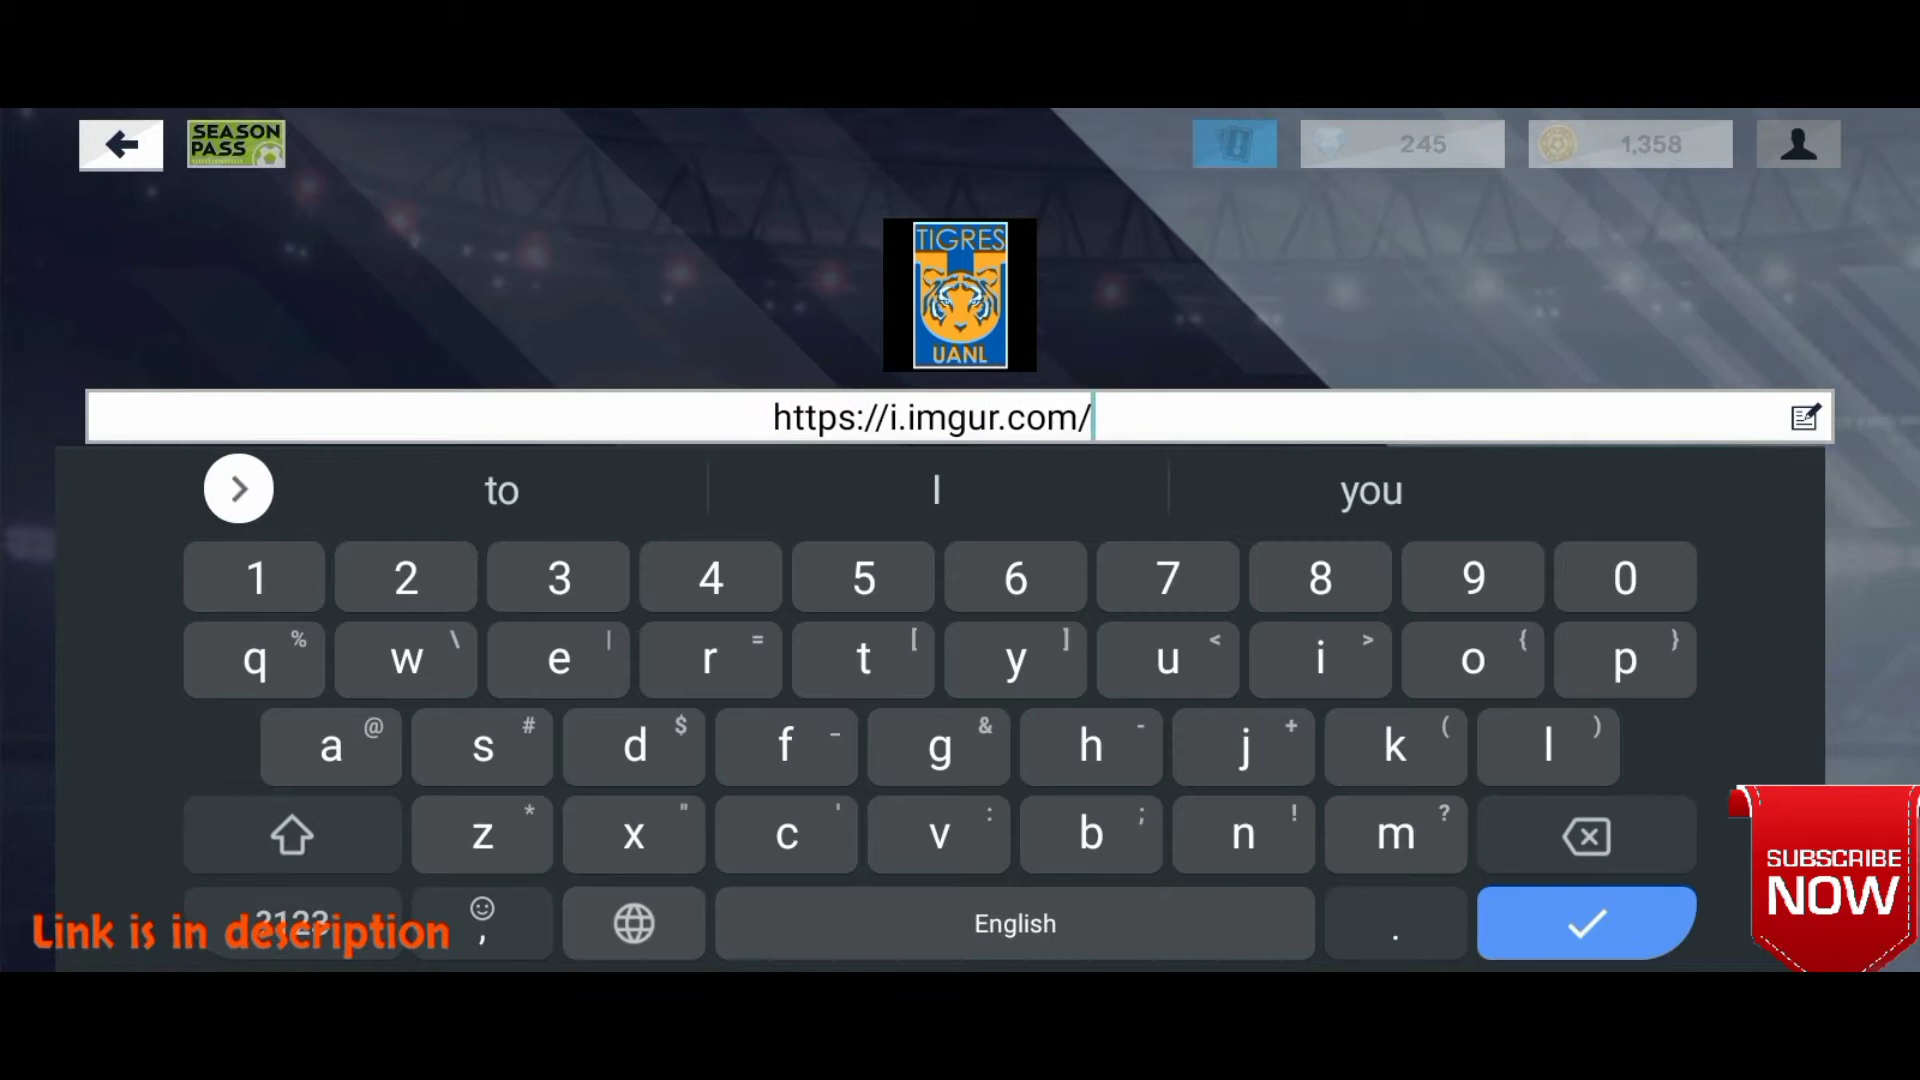 SEASON
PASS
245
1,358
TIGRES
UANL
https://i.imgur.com/
to
I
you
1 2 3 4 5 6 7 8 9 0
q % w \ e | r = t [ y ] u < i > o { p }
a @ s # d $ f _ g & h - j + k ( l )
z * x " c ' v : b ; n ! m ?
?123
,
English
.
Link is in description
SUBSCRIBE
NOW